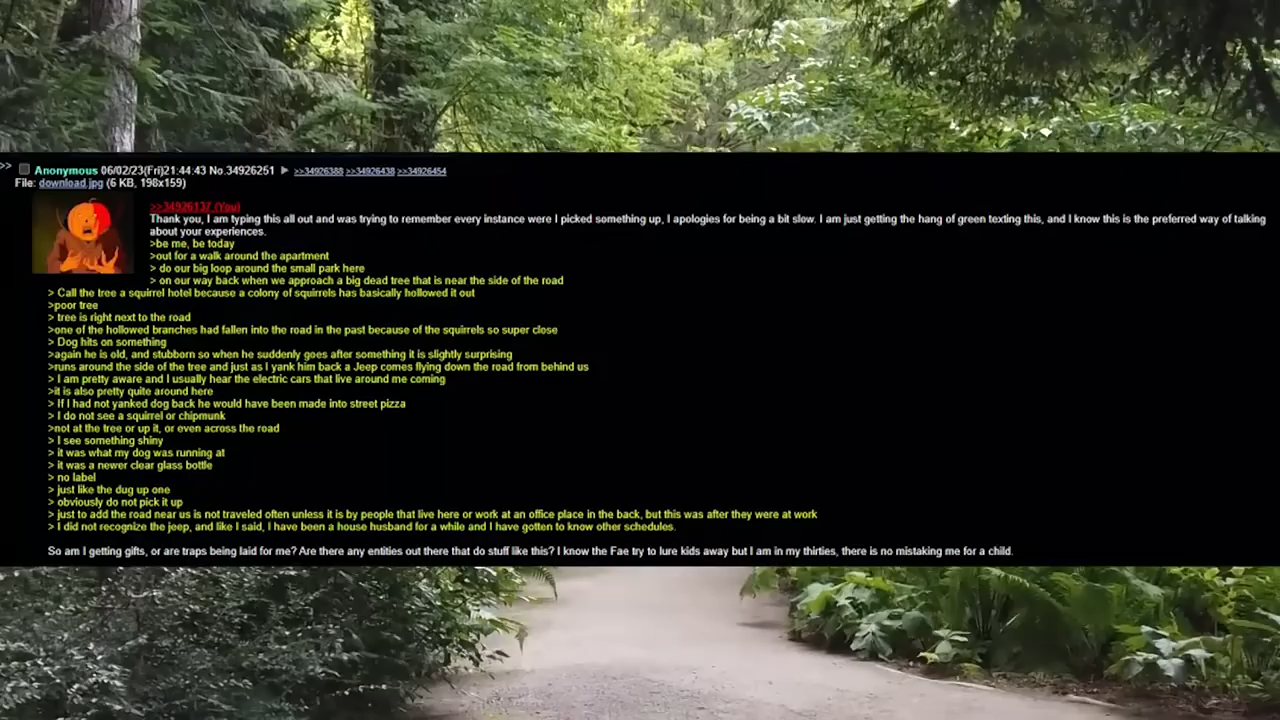 >> Anonymous 06/02/23(Fri)21:44:43 No.34926251 ▶ >>34926388 >>34926438 >>34926454
File: download.jpg (6 KB, 198x159)
>>34926137 (You)
Thank you, I am typing this all out and was trying to remember every instance were I picked something up, I apologies for being a bit slow. I am just getting the hang of green texting this, and I know this is the preferred way of talking
about your experiences.
>be me, be today
>out for a walk around the apartment
> do our big loop around the small park here
> on our way back when we approach a big dead tree that is near the side of the road
> Call the tree a squirrel hotel because a colony of squirrels has basically hollowed it out
>poor tree
> tree is right next to the road
>one of the hollowed branches had fallen into the road in the past because of the squirrels so super close
> Dog hits on something
>again he is old, and stubborn so when he suddenly goes after something it is slightly surprising
>runs around the side of the tree and just as I yank him back a Jeep comes flying down the road from behind us
> I am pretty aware and I usually hear the electric cars that live around me coming
>it is also pretty quite around here
> If I had not yanked dog back he would have been made into street pizza
> I do not see a squirrel or chipmunk
>not at the tree or up it, or even across the road
> I see something shiny
> it was what my dog was running at
> it was a newer clear glass bottle
> no label
> just like the dug up one
> obviously do not pick it up
> just to add the road near us is not traveled often unless it is by people that live here or work at an office place in the back, but this was after they were at work
> I did not recognize the jeep, and like I said, I have been a house husband for a while and I have gotten to know other schedules.
So am I getting gifts, or are traps being laid for me? Are there any entities out there that do stuff like this? I know the Fae try to lure kids away but I am in my thirties, there is no mistaking me for a child.